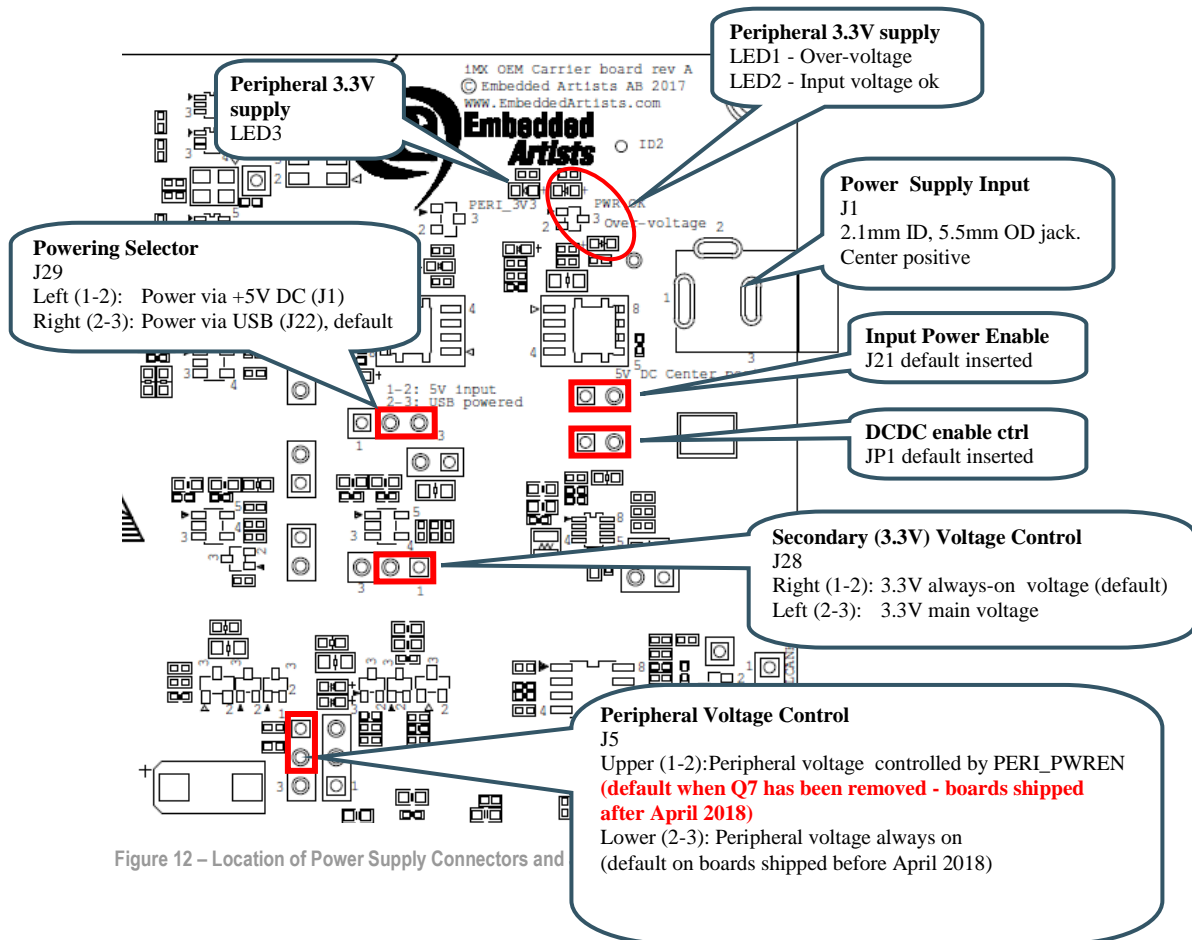 Peripheral 3.3V supply
LED1 - Over-voltage
LED2 - Input voltage ok
Peripheral 3.3V
supply
LED3
iMX OEM Carrier board rev A
© Embedded Artists AB 2017
WWW.EmbeddedArtists.com
Embedded
Artists
ID2
PERI_3V3
PWR OK
Over-voltage
Power Supply Input
J1
2.1mm ID, 5.5mm OD jack.
Center positive
Powering Selector
J29
Left (1-2): Power via +5V DC (J1)
Right (2-3): Power via USB (J22), default
Input Power Enable
J21 default inserted
5V DC Center
1-2: 5V input
2-3: USB powered
DCDC enable ctrl
JP1 default inserted
Secondary (3.3V) Voltage Control
J28
Right (1-2): 3.3V always-on voltage (default)
Left (2-3): 3.3V main voltage
Peripheral Voltage Control
J5
Upper (1-2):Peripheral voltage controlled by PERI_PWREN
(default when Q7 has been removed - boards shipped
after April 2018)
Lower (2-3): Peripheral voltage always on
(default on boards shipped before April 2018)
Figure 12 – Location of Power Supply Connectors and